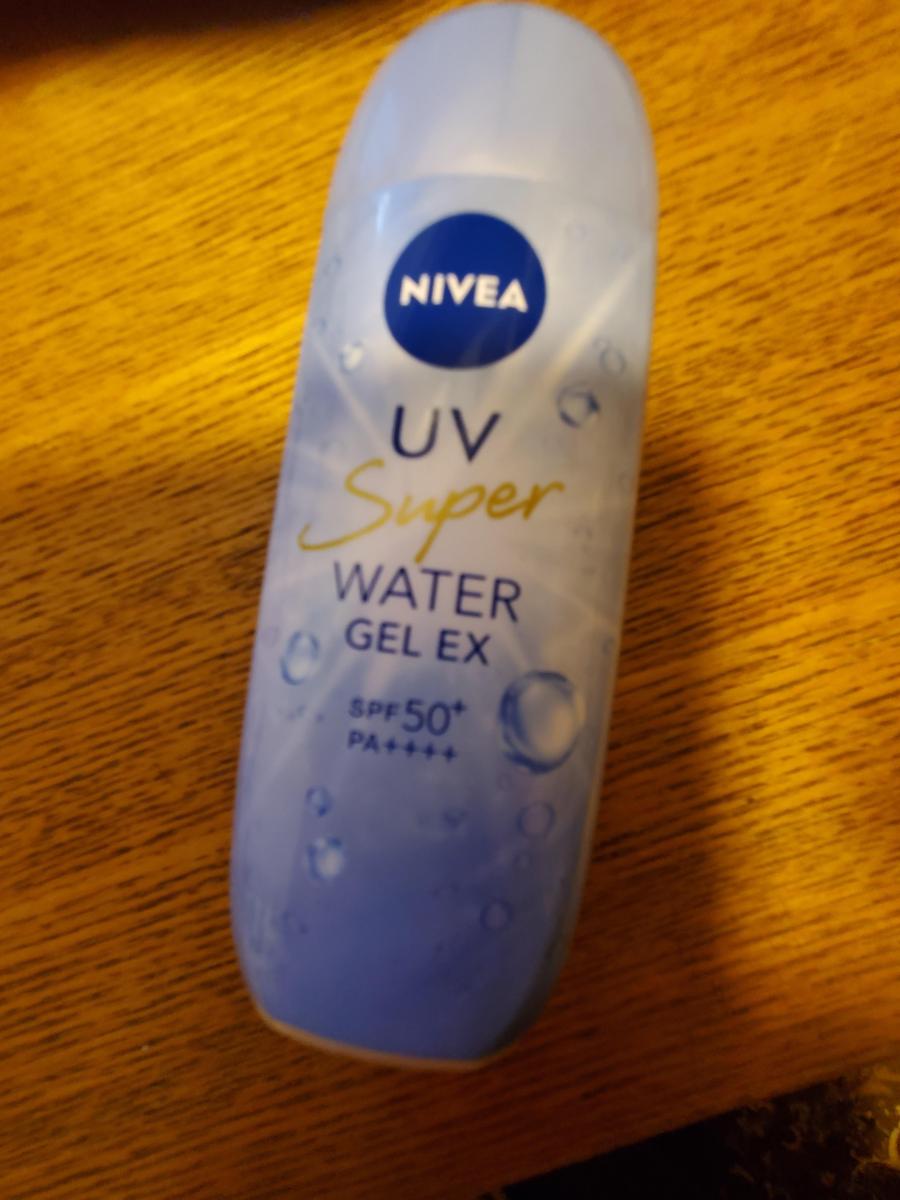 NIVEA
UV
Super
WATER
GEL EX
SPF50+
PA++++